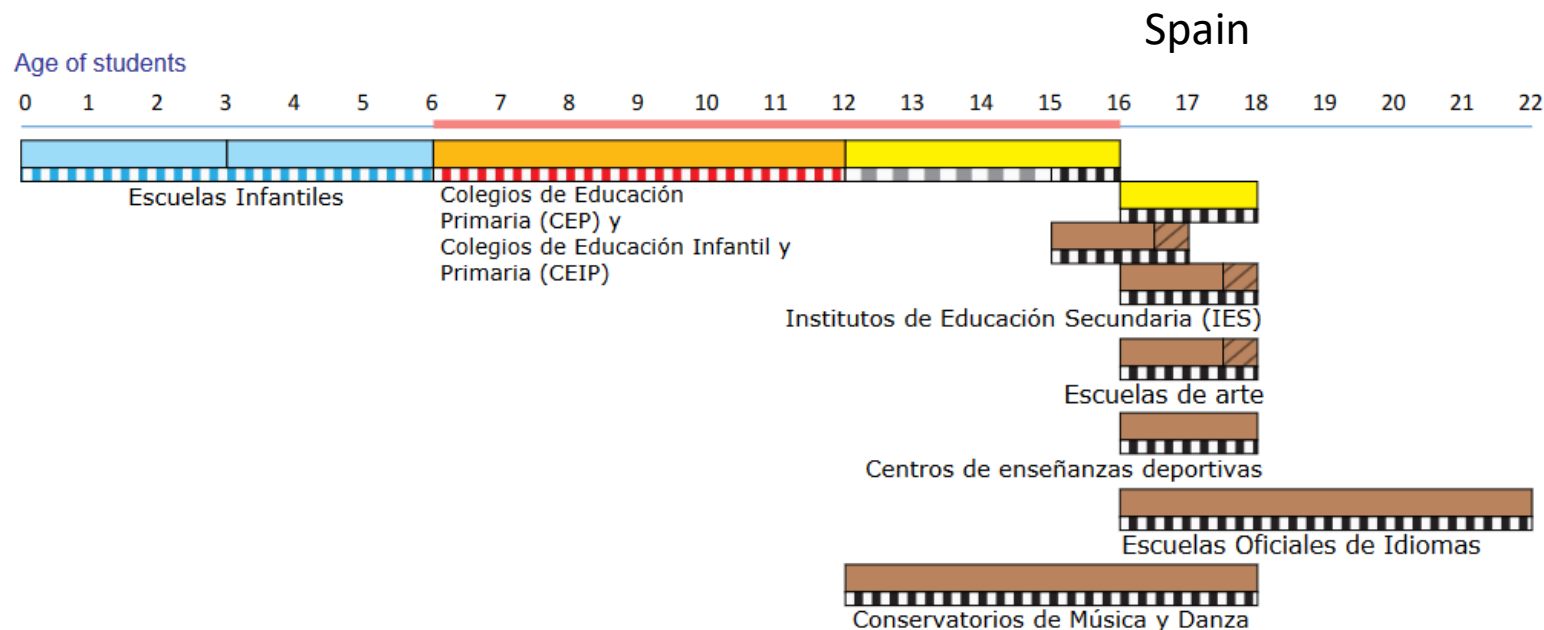 Spain
Age of students
0 1 2 3 4 5 6 7 8 9 10 11 12 13 14 15 16 17 18 19 20 21 22
Escuelas Infantiles
Colegios de Educación
Primaria (CEP) y
Colegios de Educación Infantil y
Primaria (CEIP)
Institutos de Educación Secundaria (IES)
Escuelas de arte
Centros de enseñanzas deportivas
Escuelas Oficiales de Idiomas
Conservatorios de Música y Danza